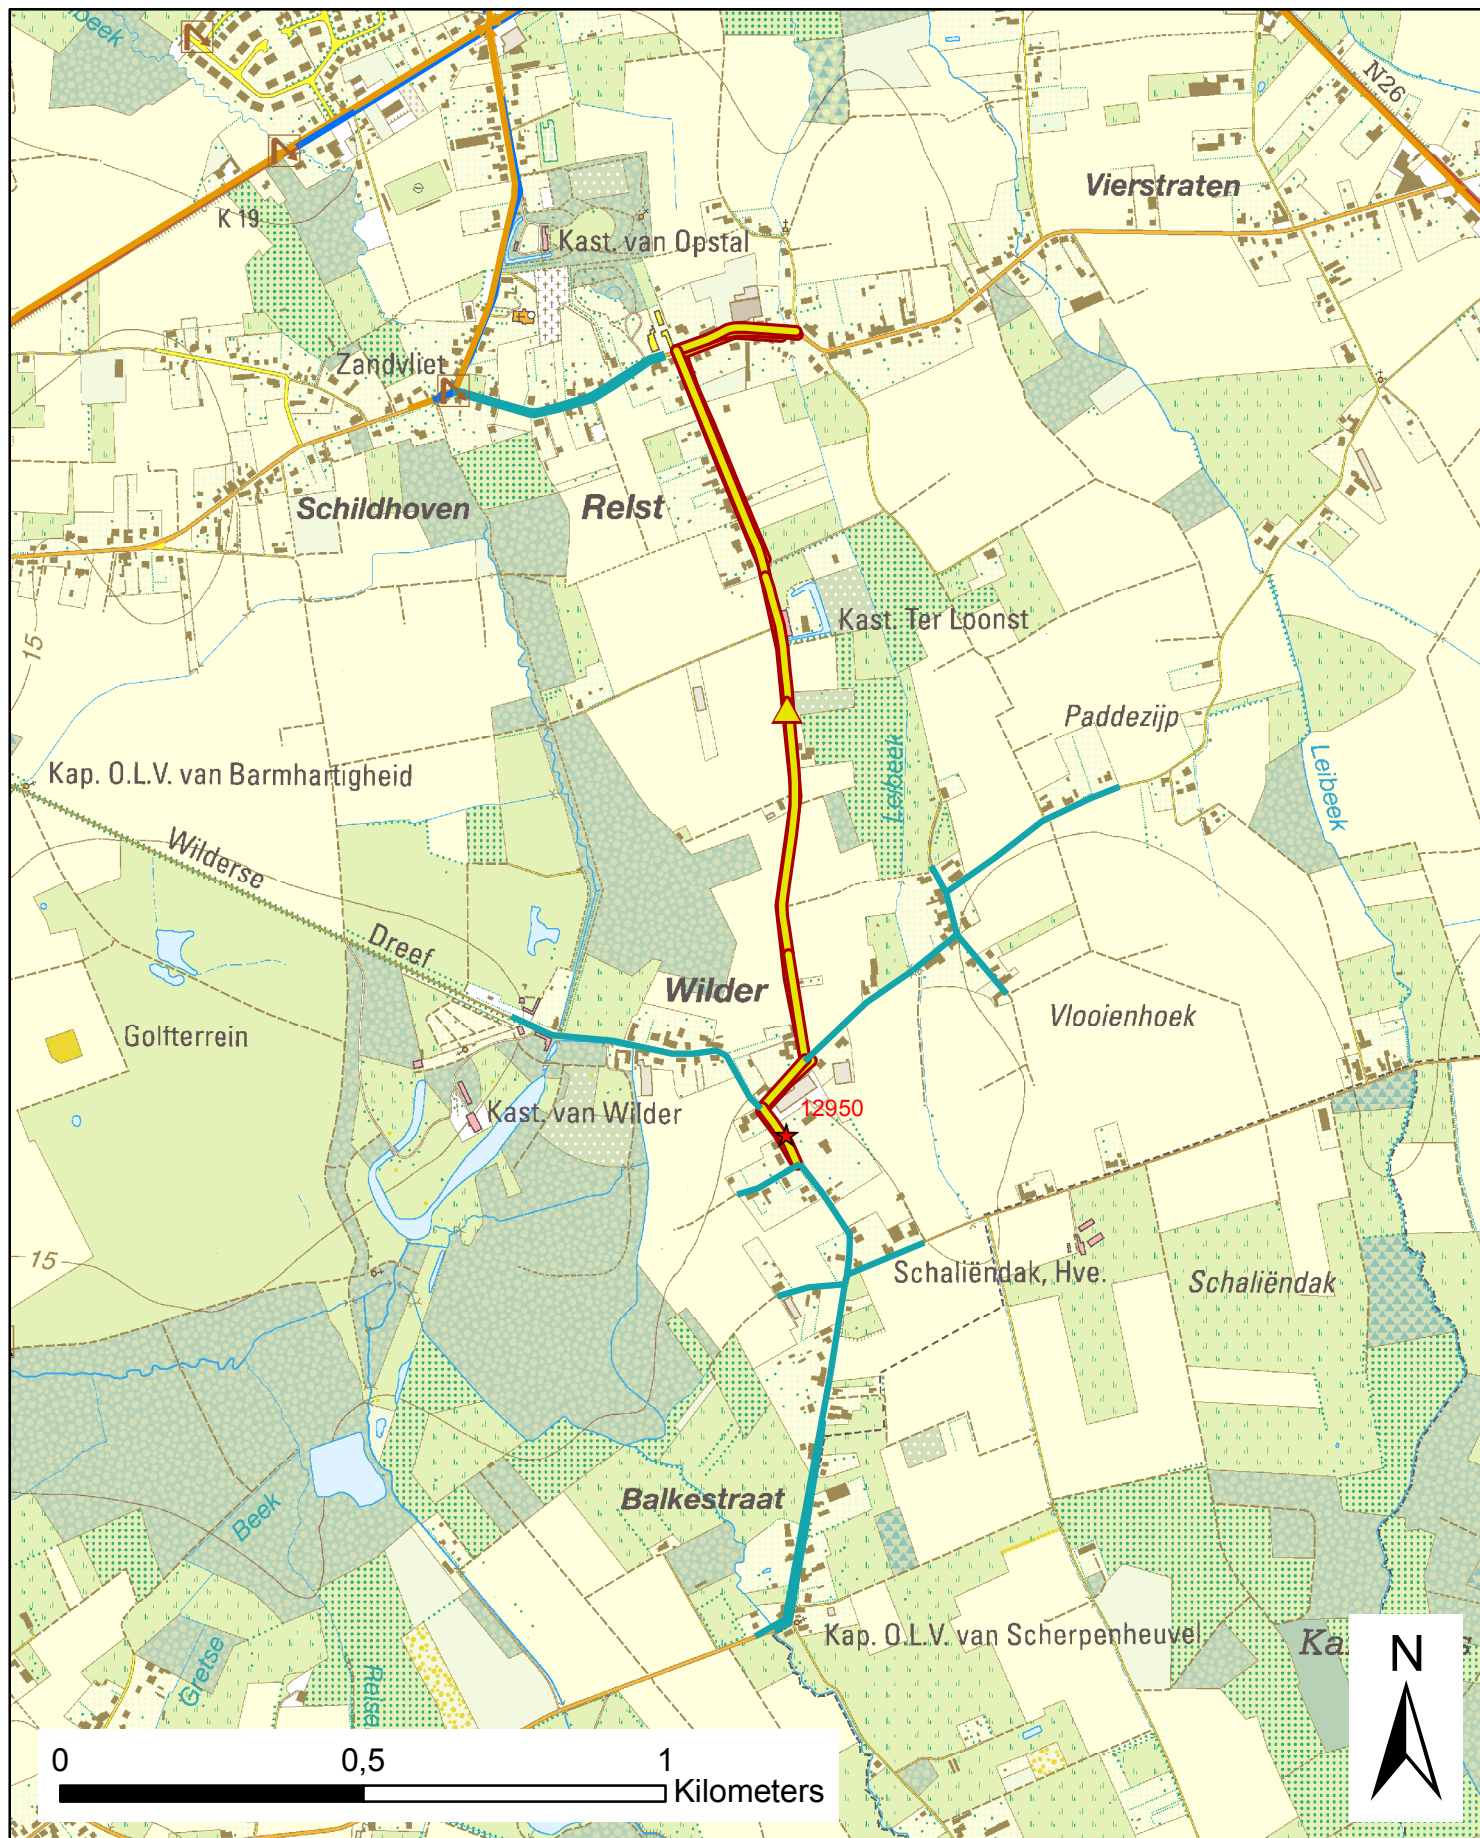 beek
N26
Vierstraten
K 19
Kast. van Opstal
Zandvliet
Schildhoven
Relst
Kast. Ter Loonst
15
Paddezijp
Leibeek
Leibeek
Kap. O.L.V. van Barmhartigheid
Wilderse
Dreef
Wilder
Golfterrein
Vlooienhoek
Kast. van Wilder
12950
15
Schaliëndak, Hve.
Schaliëndak
Balkestraat
Beek
Kap. O.L.V. van Scherpenheuvel
Gretse
N
0 0,5 1
Kilometers